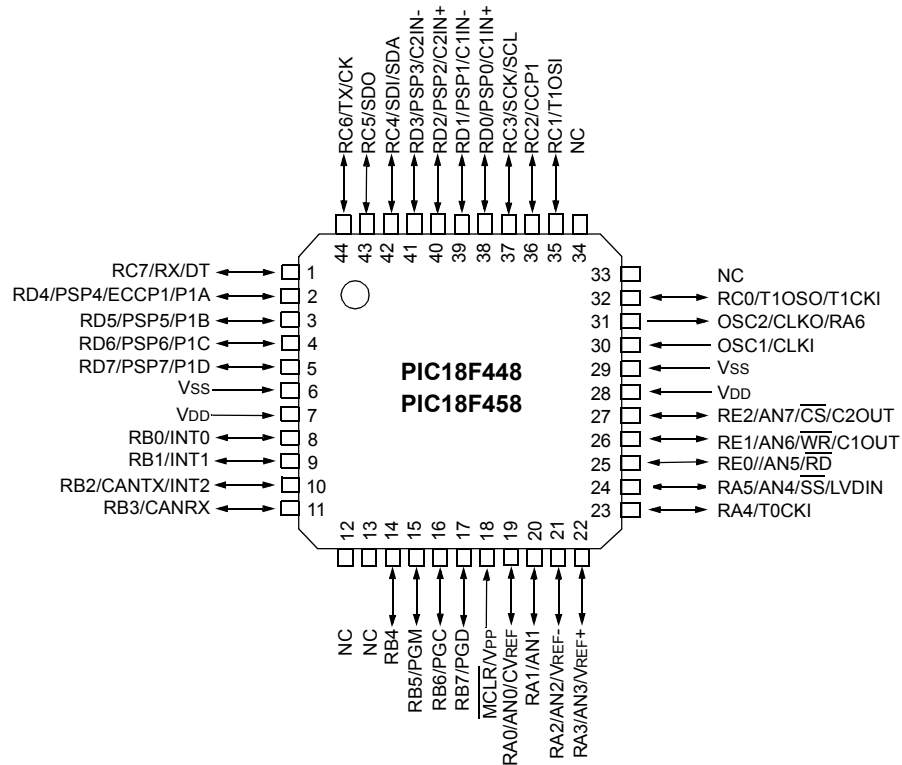 RC6/TX/CK
RC5/SDO
RC4/SDI/SDA
RD3/PSP3/C2IN-
RD2/PSP2/C2IN+
RD1/PSP1/C1IN-
RD0/PSP0/C1IN+
RC3/SCK/SCL
RC2/CCP1
RC1/T1OSI
NC
44
43
42
41
40
39
38
37
36
35
34
RC7/RX/DT 1
RD4/PSP4/ECCP1/P1A 2
RD5/PSP5/P1B 3
RD6/PSP6/P1C 4
RD7/PSP7/P1D 5
VSS 6
VDD 7
RB0/INT0 8
RB1/INT1 9
RB2/CANTX/INT2 10
RB3/CANRX 11
PIC18F448
PIC18F458
33 NC
32 RC0/T1OSO/T1CKI
31 OSC2/CLKO/RA6
30 OSC1/CLKI
29 VSS
28 VDD
27 RE2/AN7/CS/C2OUT
26 RE1/AN6/WR/C1OUT
25 RE0//AN5/RD
24 RA5/AN4/SS/LVDIN
23 RA4/T0CKI
12
13
14
15
16
17
18
19
20
21
22
NC
NC
RB4
RB5/PGM
RB6/PGC
RB7/PGD
MCLR/VPP
RA0/AN0/CVREF
RA1/AN1
RA2/AN2/VREF-
RA3/AN3/VREF+